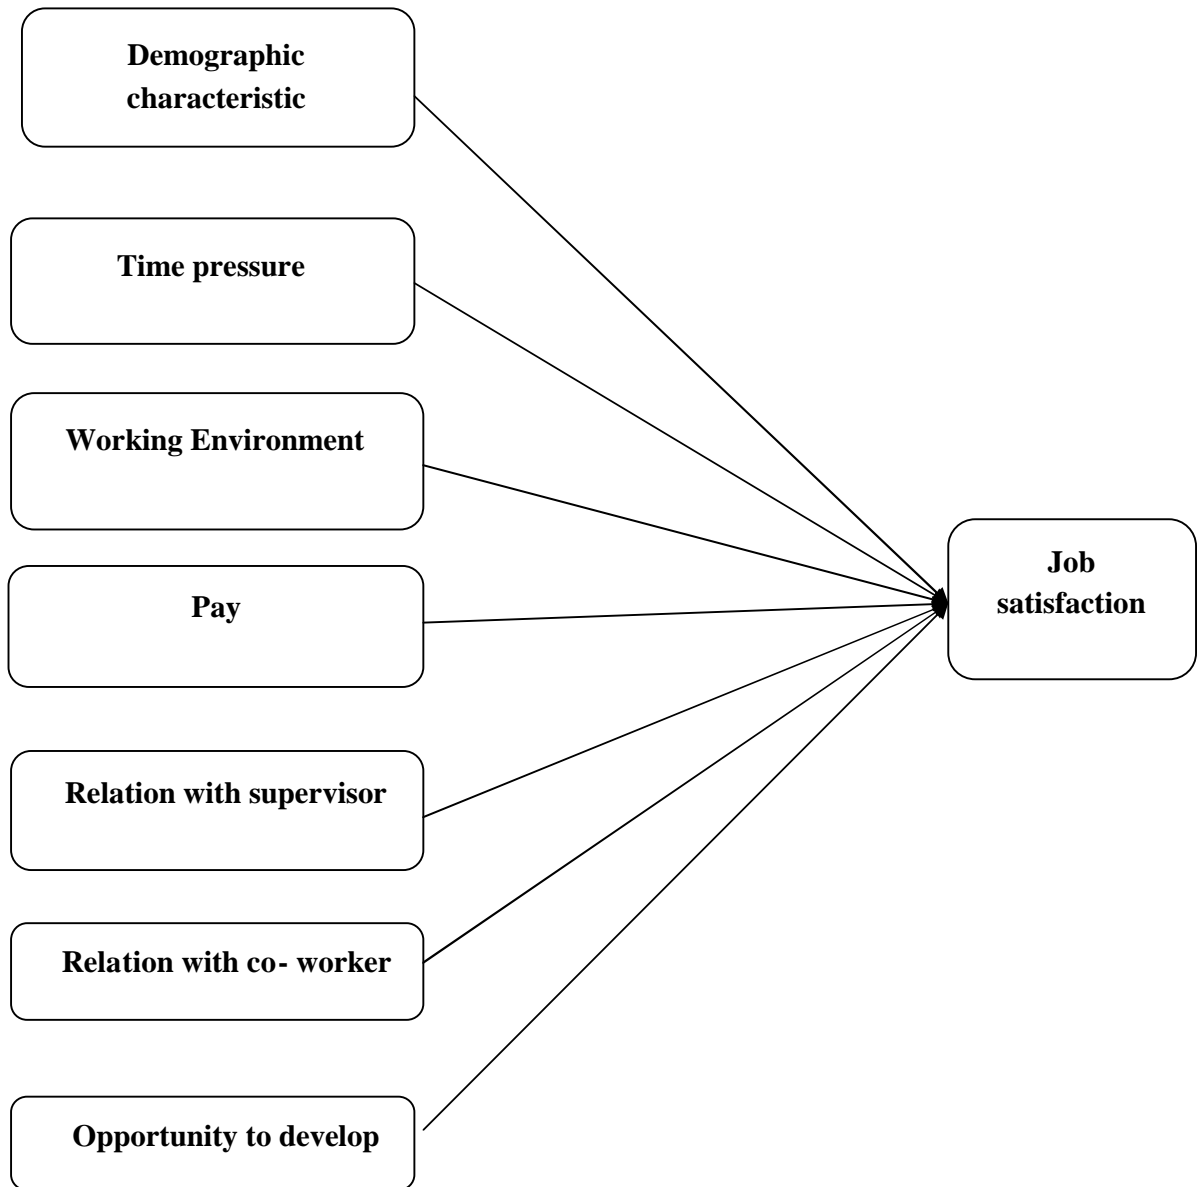 Demographic
characteristic
Time pressure
Working Environment
Pay
Job
satisfaction
Relation with supervisor
Relation with co- worker
Opportunity to develop